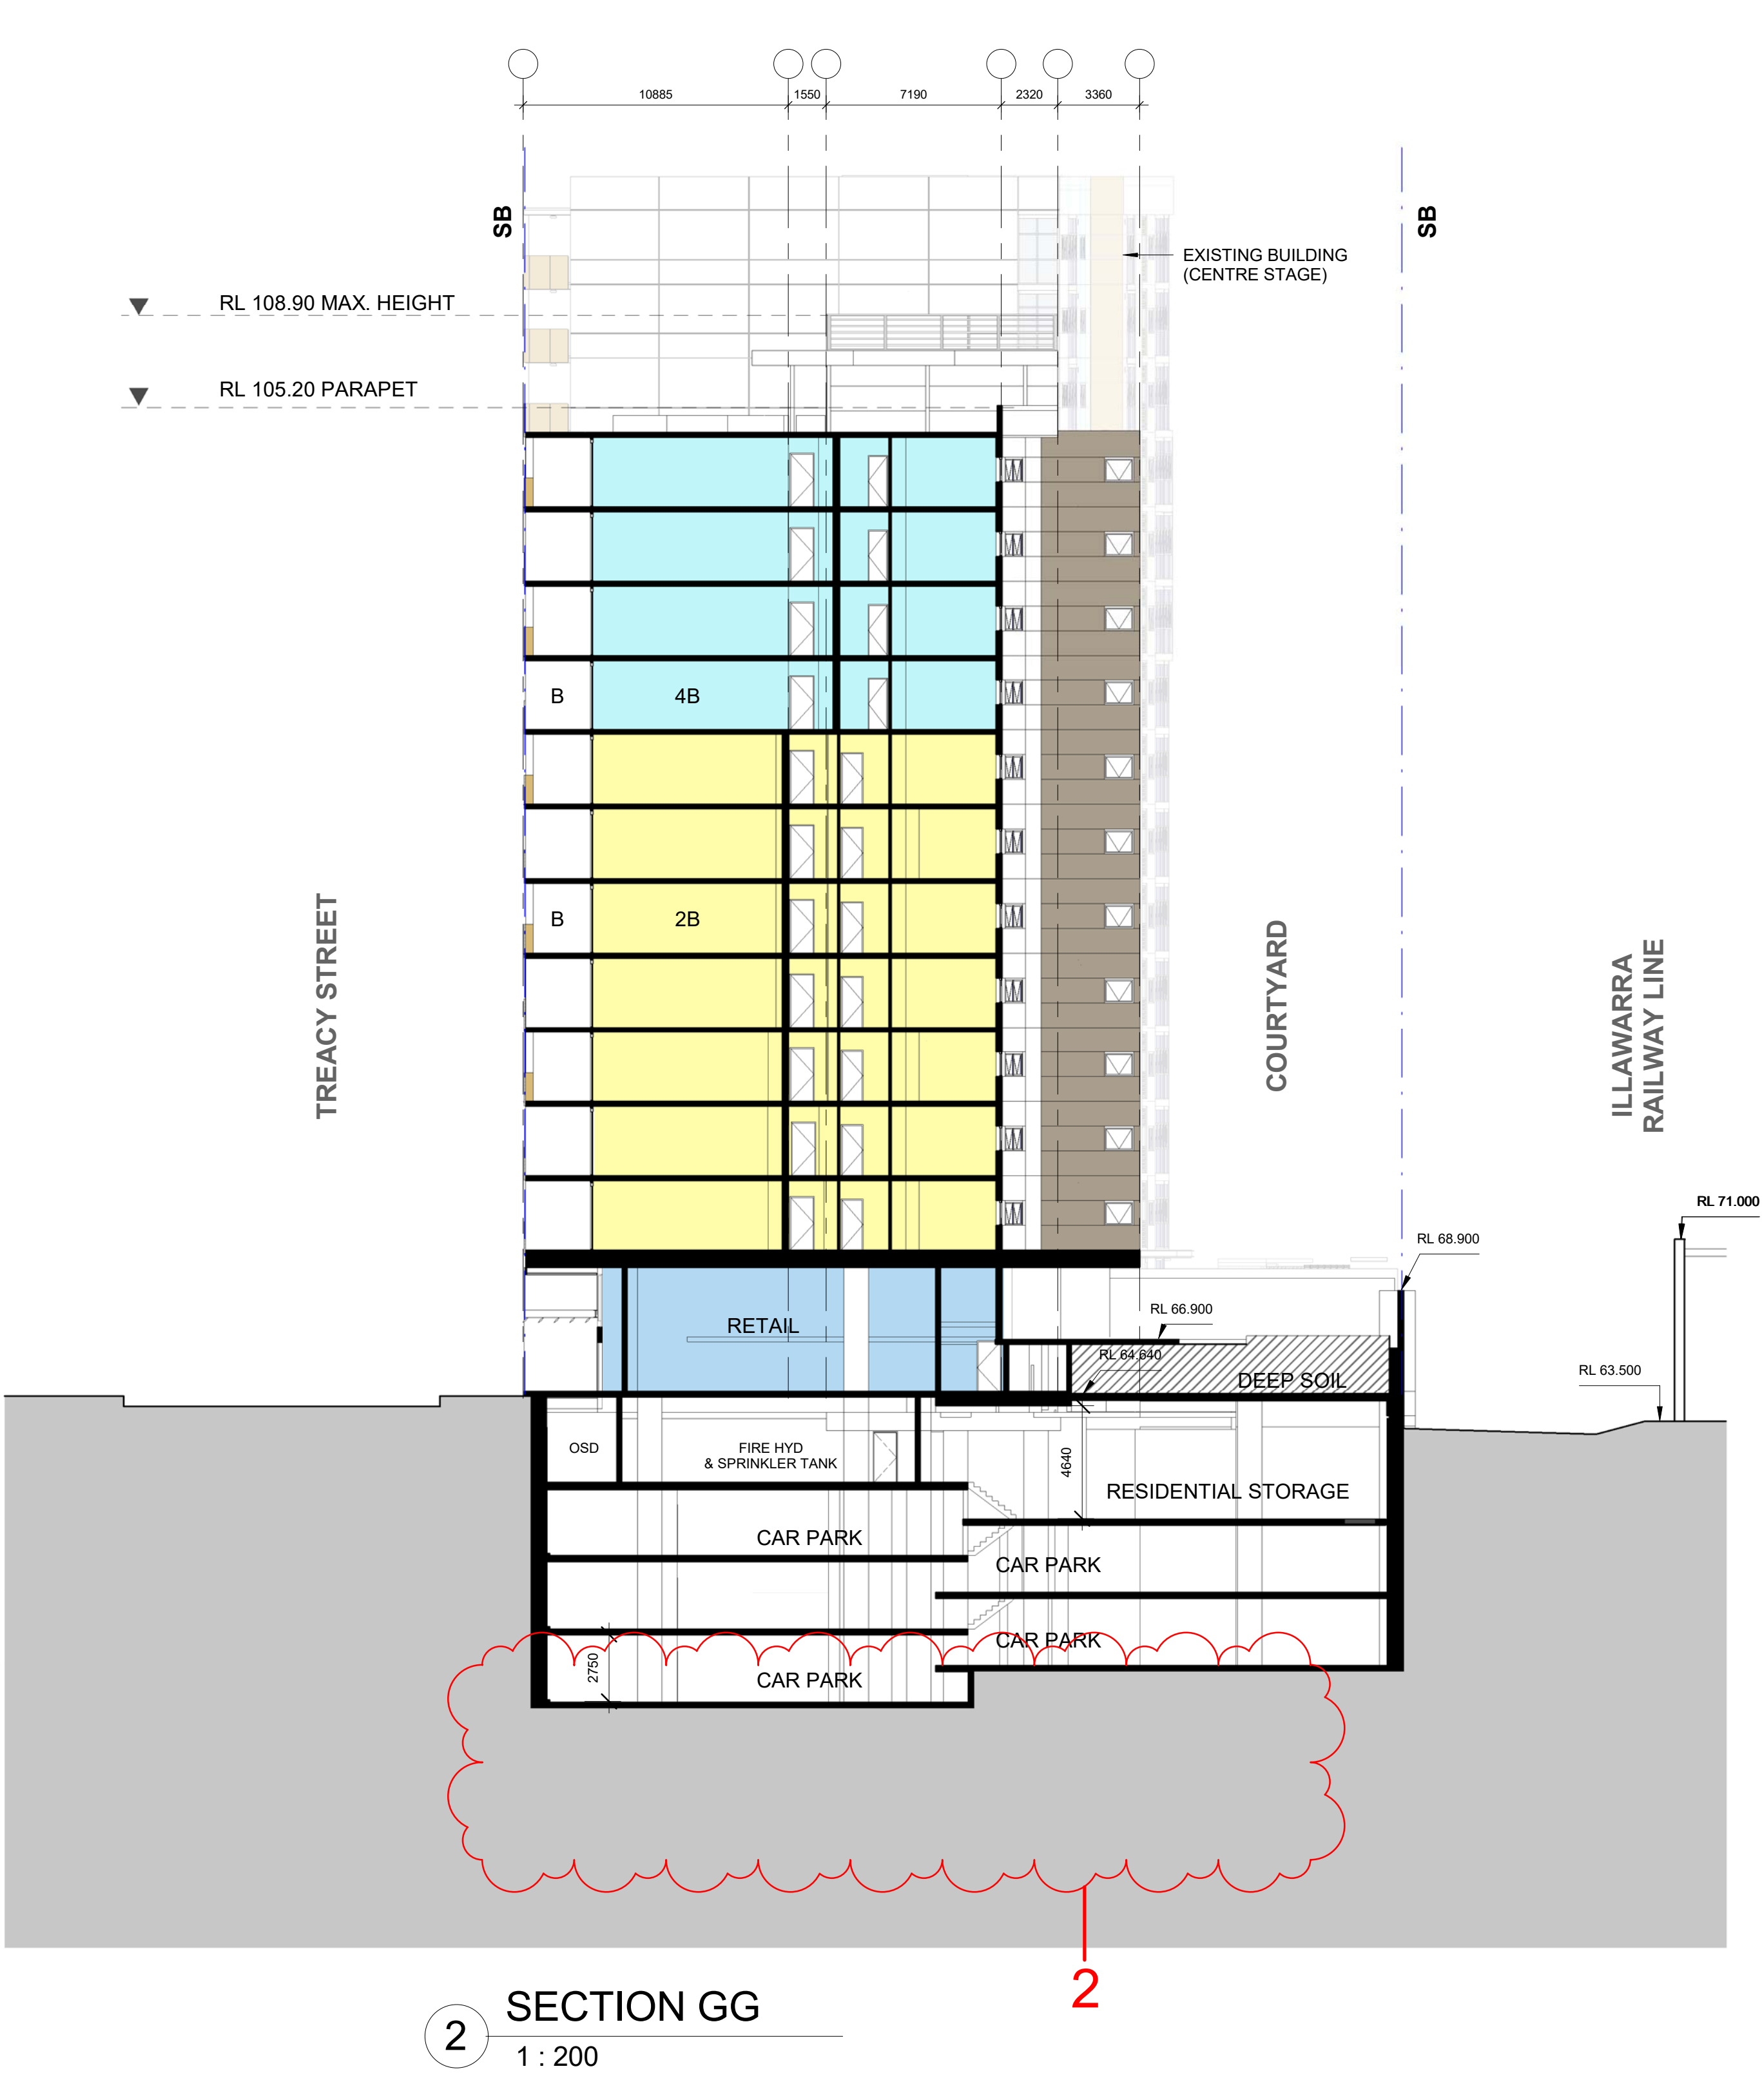 10885
1550
7190
2320
3360
SB
SB
EXISTING BUILDING
(CENTRE STAGE)
RL 108.90 MAX. HEIGHT
RL 105.20 PARAPET
B
4B
B
2B
TREACY STREET
COURTYARD
ILLAWARRA
RAILWAY LINE
RL 71.000
RL 68.900
RL 66.900
RETAIL
RL 64.640
DEEP SOIL
RL 63.500
OSD
FIRE HYD
& SPRINKLER TANK
4640
RESIDENTIAL STORAGE
CAR PARK
CAR PARK
CAR PARK
2750
CAR PARK
2
2
SECTION GG
1 : 200